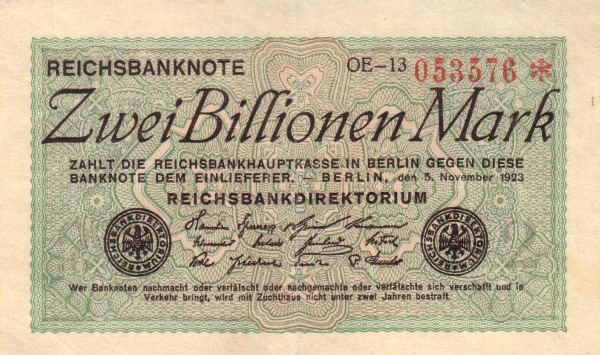 REICHSBANKNOTE
OE-13 053576 *
Zwei Billionen Mark
ZAHLT DIE REICHSBANKHAUPTKASSE IN BERLIN GEGEN DIESE
BANKNOTE DEM EINLIEFERER. – BERLIN, den 5. November 1923
REICHSBANKDIREKTORIUM
REICHSBANKDIREKTORIUM
REICHSBANKDIREKTORIUM
Wer Banknoten nachmacht oder verfälscht oder nachgemachte oder verfälschte sich verschafft und in
Verkehr bringt, wird mit Zuchthaus nicht unter zwei Jahren bestraft